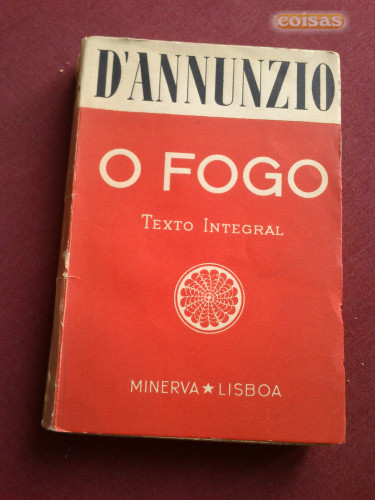 coisas
D'ANNUNZIO
O FOGO
TEXTO INTEGRAL
MINERVA ★ LISBOA